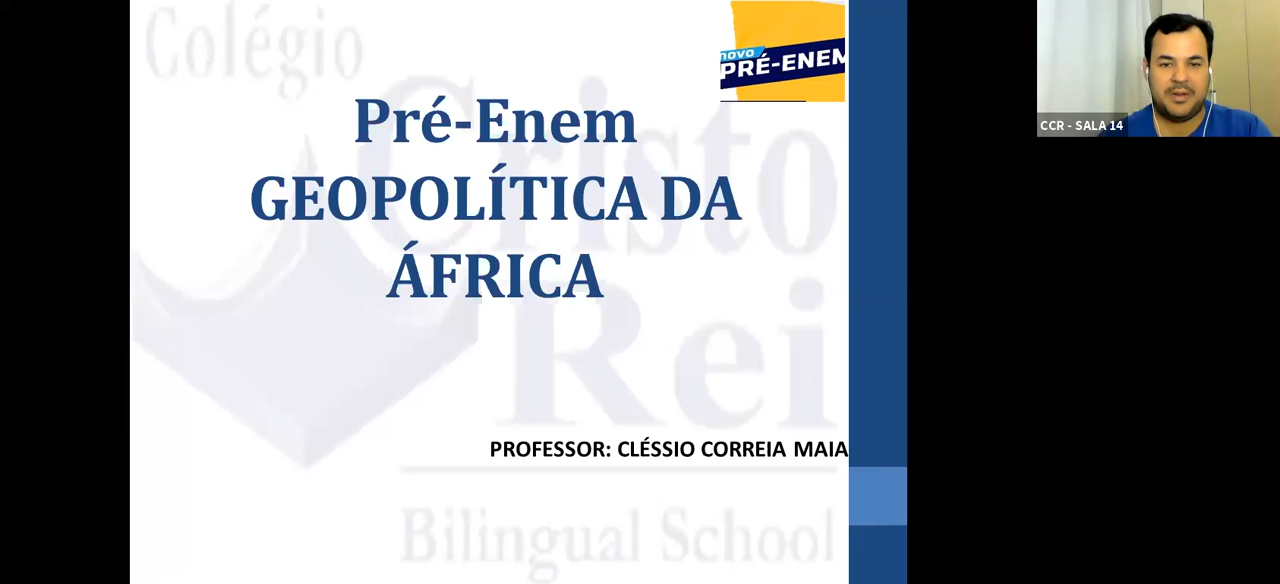 Colégio
Cristo
Rei
Bilingual School
novo
PRÉ-ENEM
Pré-Enem
GEOPOLÍTICA DA
ÁFRICA
PROFESSOR: CLÉSSIO CORREIA MAIA
CCR - SALA 14